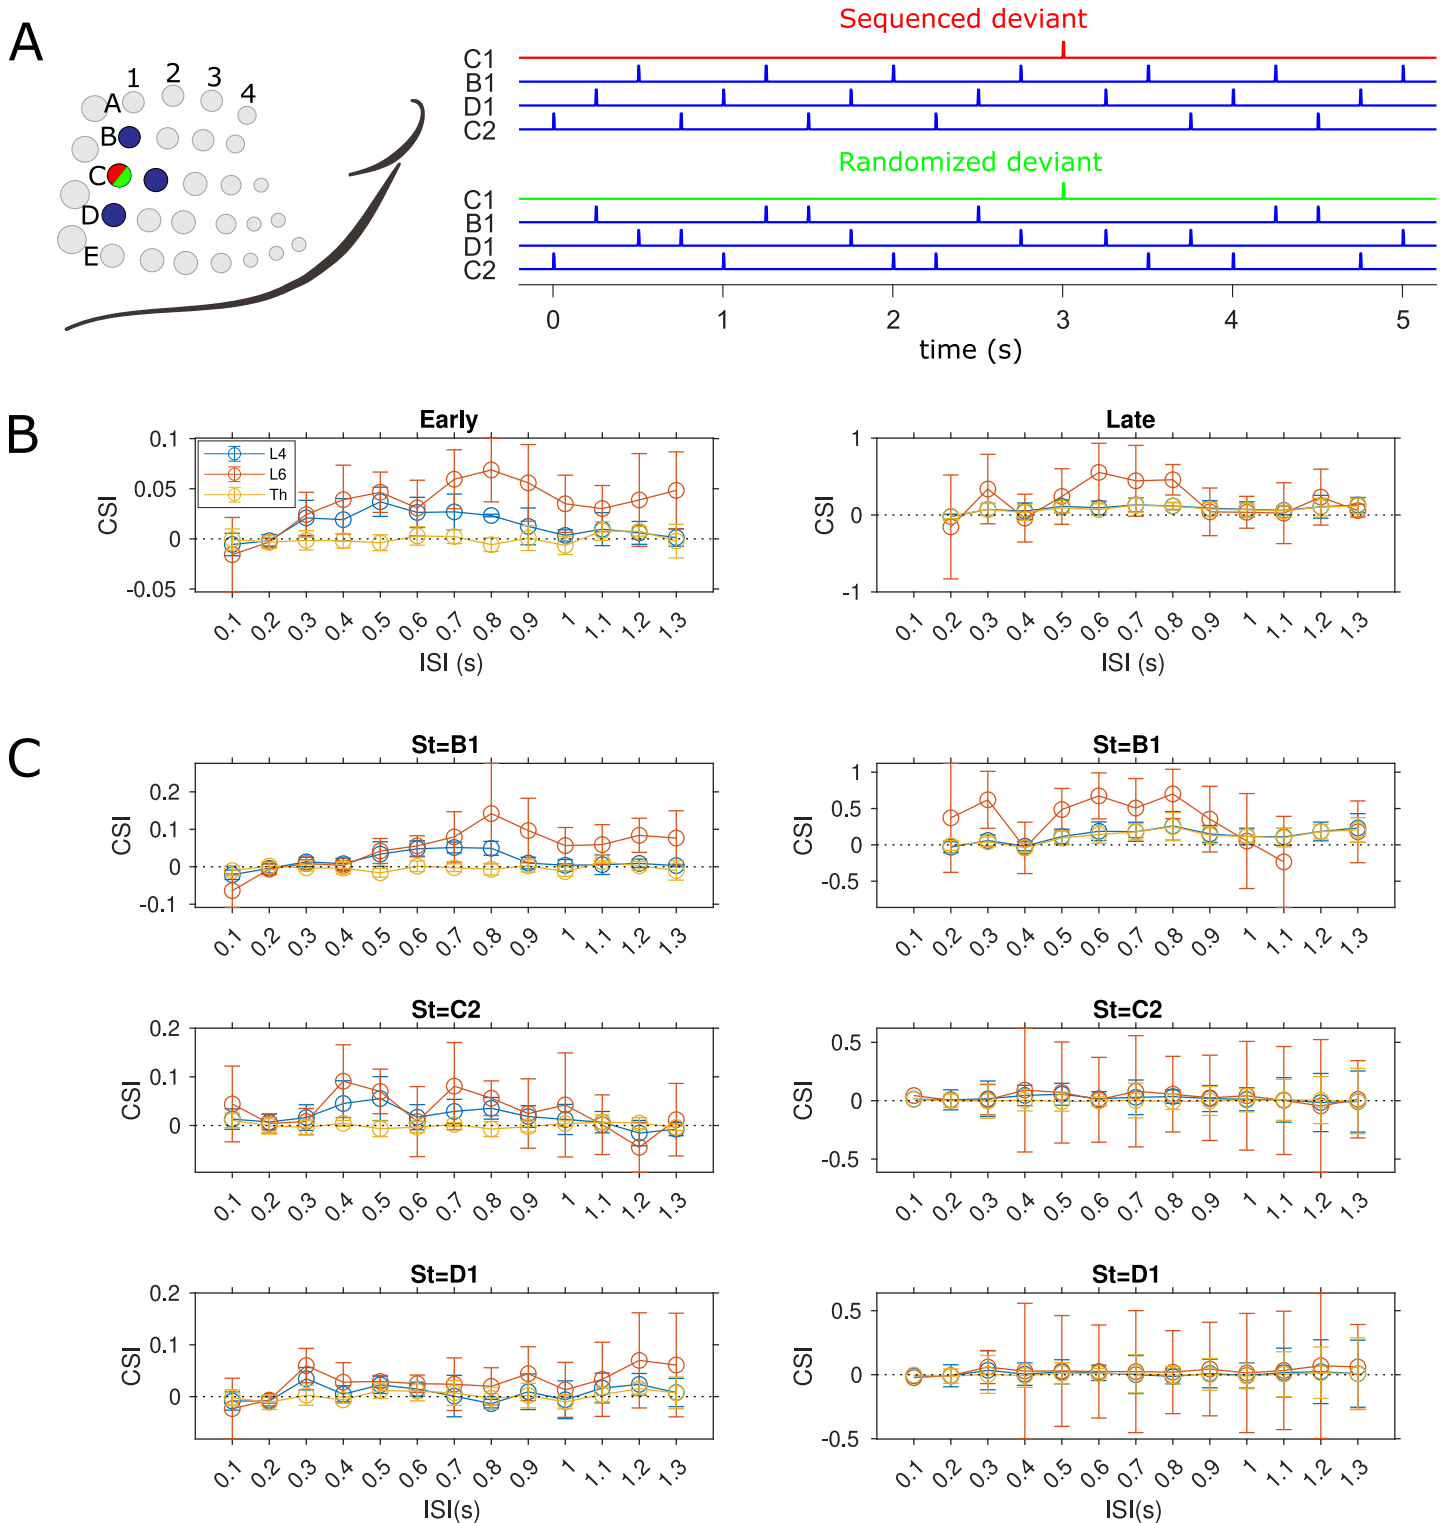 A
1 2 3 4
A
B
C
D
E
Sequenced deviant
C1
B1
D1
C2
Randomized deviant
C1
B1
D1
C2
0 1 2 3 4 5
time (s)
B
Early
0.1
0.05
0
-0.05
CSI
L4
L6
Th
0.1 0.2 0.3 0.4 0.5 0.6 0.7 0.8 0.9 1 1.1 1.2 1.3
ISI (s)
Late
1
0
-1
CSI
0.1 0.2 0.3 0.4 0.5 0.6 0.7 0.8 0.9 1 1.1 1.2 1.3
ISI (s)
C
St=B1
0.2
0.1
0
-0.1
CSI
0.1 0.2 0.3 0.4 0.5 0.6 0.7 0.8 0.9 1 1.1 1.2 1.3
St=B1
1
0.5
0
-0.5
CSI
0.1 0.2 0.3 0.4 0.5 0.6 0.7 0.8 0.9 1 1.1 1.2 1.3
St=C2
0.2
0.1
0
CSI
0.1 0.2 0.3 0.4 0.5 0.6 0.7 0.8 0.9 1 1.1 1.2 1.3
St=C2
0.5
0
-0.5
CSI
0.1 0.2 0.3 0.4 0.5 0.6 0.7 0.8 0.9 1 1.1 1.2 1.3
St=D1
0.2
0.1
0
CSI
0.1 0.2 0.3 0.4 0.5 0.6 0.7 0.8 0.9 1 1.1 1.2 1.3
ISI(s)
St=D1
0.5
0
-0.5
CSI
0.1 0.2 0.3 0.4 0.5 0.6 0.7 0.8 0.9 1 1.1 1.2 1.3
ISI(s)